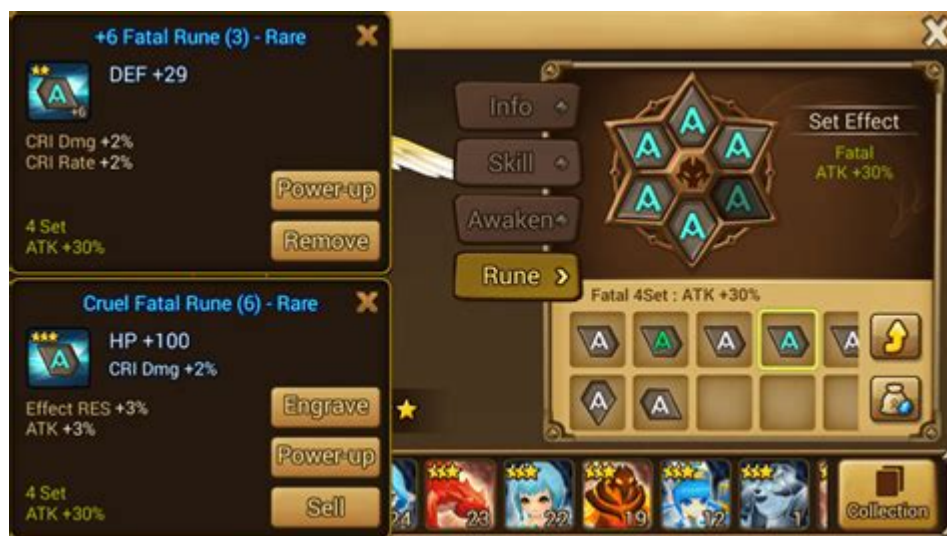 +6 Fatal Rune (3) - Rare
DEF +29
+6
CRI Dmg +2%
CRI Rate +2%
Power-up
4 Set
ATK +30%
Remove
Cruel Fatal Rune (6) - Rare
HP +100
CRI Dmg +2%
Effect RES +3%
ATK +3%
Engrave
Power-up
4 Set
ATK +30%
Sell
Info
Skill
Awaken
Rune
Set Effect
Fatal
ATK +30%
Fatal 4Set : ATK +30%
24
23
22
19
12
1
Collection